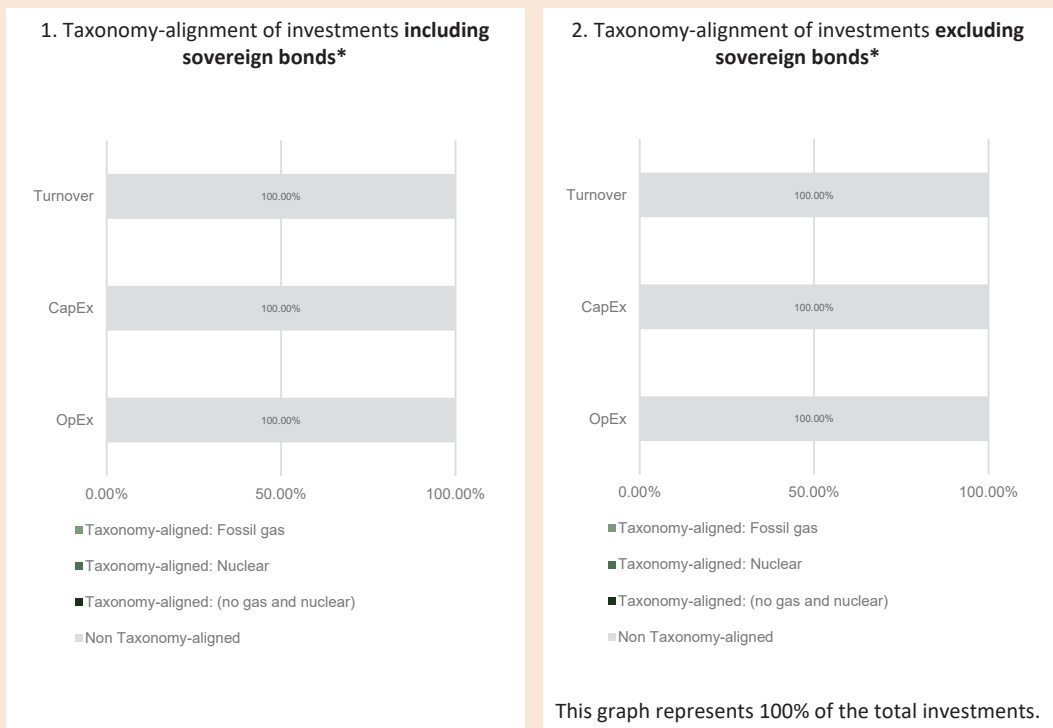 1. Taxonomy-alignment of investments including
sovereign bonds*
Turnover
100.00%
CapEx
100.00%
OpEx
100.00%
0.00% 50.00% 100.00%
Taxonomy-aligned: Fossil gas
Taxonomy-aligned: Nuclear
Taxonomy-aligned: (no gas and nuclear)
Non Taxonomy-aligned
2. Taxonomy-alignment of investments excluding
sovereign bonds*
Turnover
100.00%
CapEx
100.00%
OpEx
100.00%
0.00% 50.00% 100.00%
Taxonomy-aligned: Fossil gas
Taxonomy-aligned: Nuclear
Taxonomy-aligned: (no gas and nuclear)
Non Taxonomy-aligned
This graph represents 100% of the total investments.